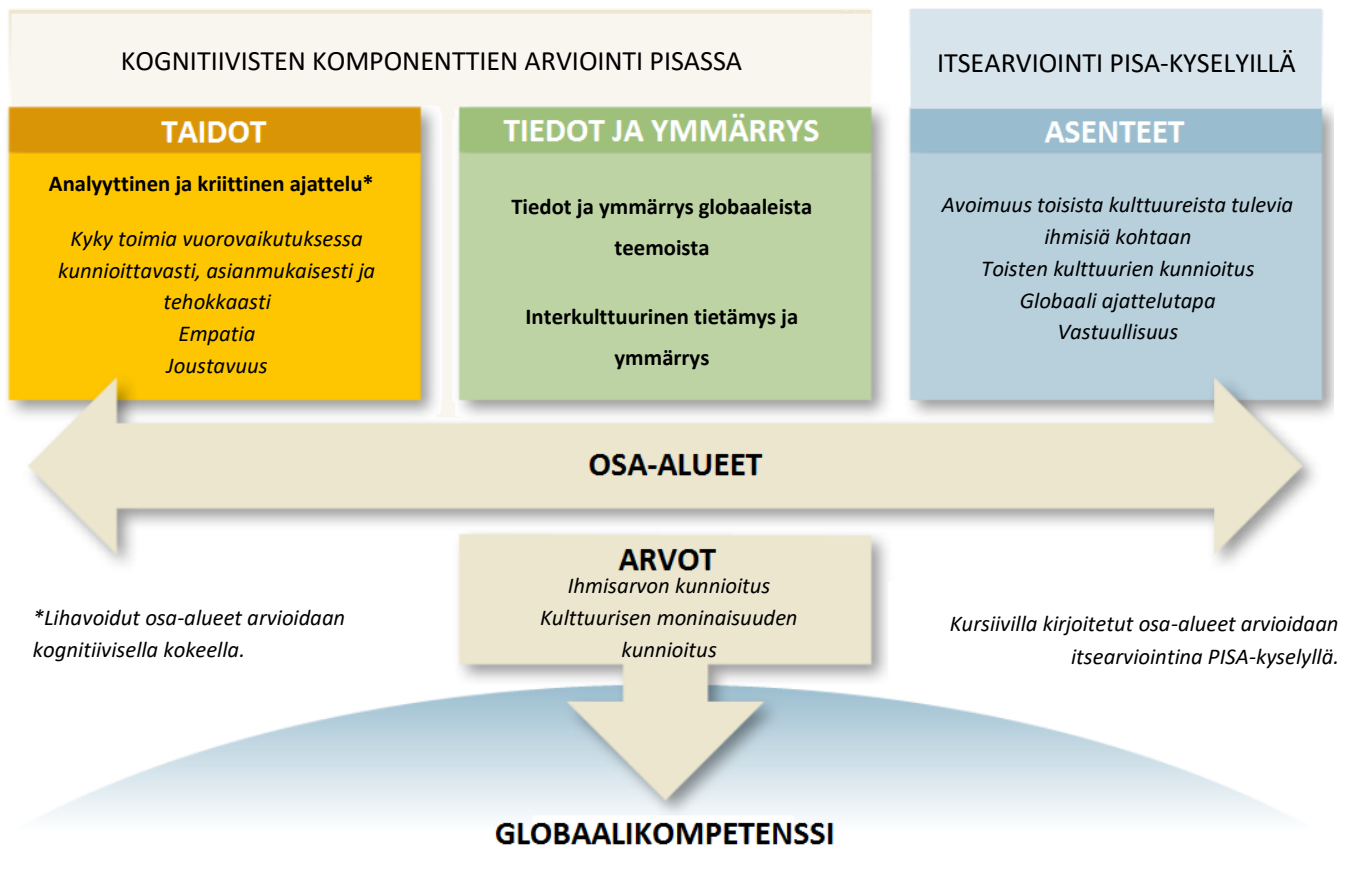 KOGNITIIVISTEN KOMPONENTTIEN ARVIOINTI PISASSA
ITSEARVIOINTI PISA-KYSELYILLÄ
TAIDOT
Analyyttinen ja kriittinen ajattelu*
Kyky toimia vuorovaikutuksessa
kunnioittavasti, asianmukaisesti ja
tehokkaasti
Empatia
Joustavuus
TIEDOT JA YMMÄRRYS
Tiedot ja ymmärrys globaaleista
teemoista
Interkulttuurinen tietämys ja
ymmärrys
ASENTEET
Avoimuus toisista kulttuureista tulevia
ihmisiä kohtaan
Toisten kulttuurien kunnioitus
Globaali ajattelutapa
Vastuullisuus
OSA-ALUEET
ARVOT
Ihmisarvon kunnioitus
Kulttuurisen moninaisuuden
kunnioitus
*Lihavoidut osa-alueet arvioidaan
kognitiivisella kokeella.
Kursiivilla kirjoitetut osa-alueet arvioidaan
itsearviointina PISA-kyselyllä.
GLOBAALIKOMPETENSSI